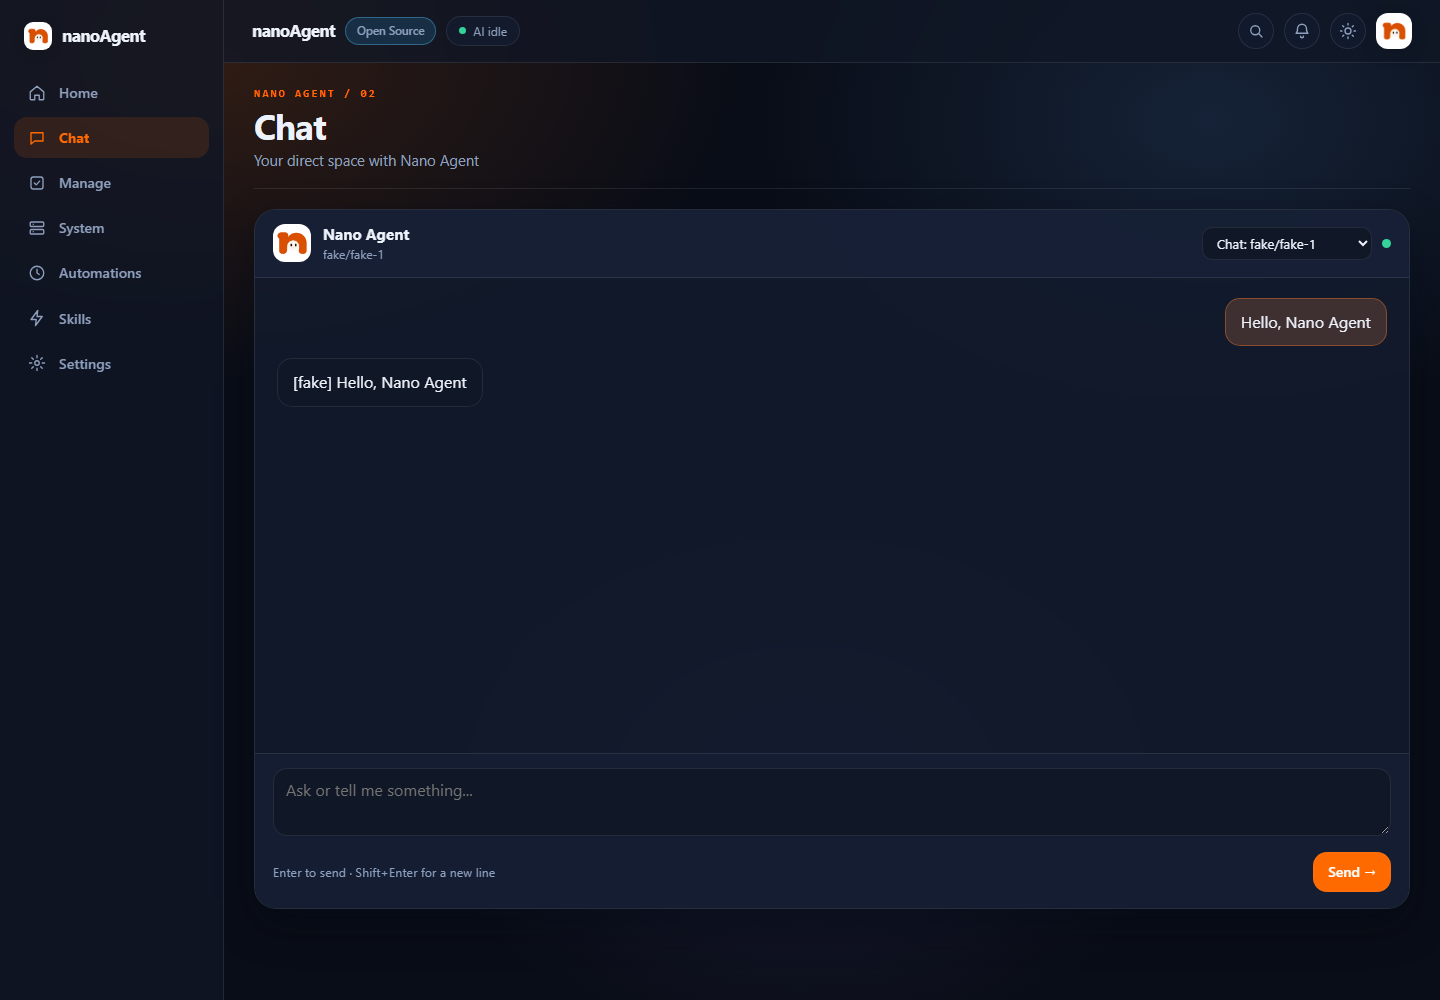 nanoAgent
Home
Chat
Manage
System
Automations
Skills
Settings
nanoAgent
Open Source
AI idle
NANO AGENT / 02
Chat
Your direct space with Nano Agent
Nano Agent
fake/fake-1
Chat: fake/fake-1
Hello, Nano Agent
[fake] Hello, Nano Agent
Ask or tell me something...
Enter to send · Shift+Enter for a new line
Send →